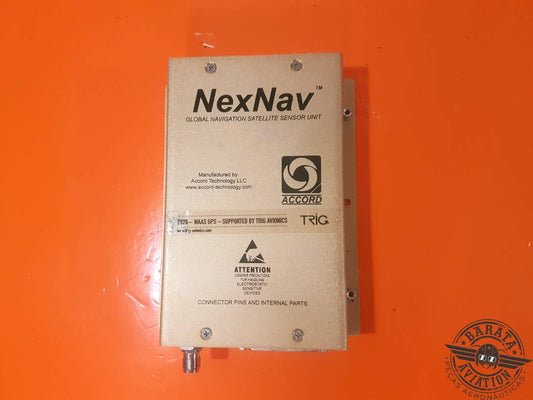 NexNav™
GLOBAL NAVIGATION SATELLITE SENSOR UNIT
Manufactured by:
Accord Technology LLC
www.accord-technology.com
ACCORD
TN70 – WAAS GPS – SUPPORTED BY TRIG AVIONICS
TRIG
ATTENTION
OBSERVE PRECAUTIONS
FOR HANDLING
ELECTROSTATIC
SENSITIVE
DEVICES
CONNECTOR PINS AND INTERNAL PARTS
BARATA
AVIATION
PEÇAS AERONÁUTICAS